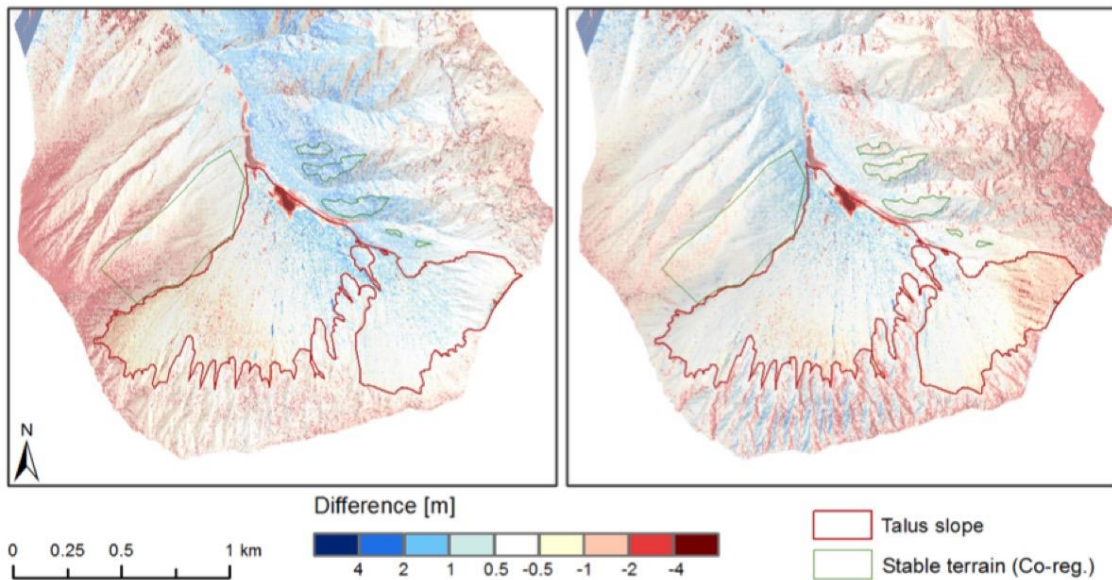 N
Difference [m]
0 0.25 0.5 1 km
4 2 1 0.5 -0.5 -1 -2 -4
Talus slope
Stable terrain (Co-reg.)